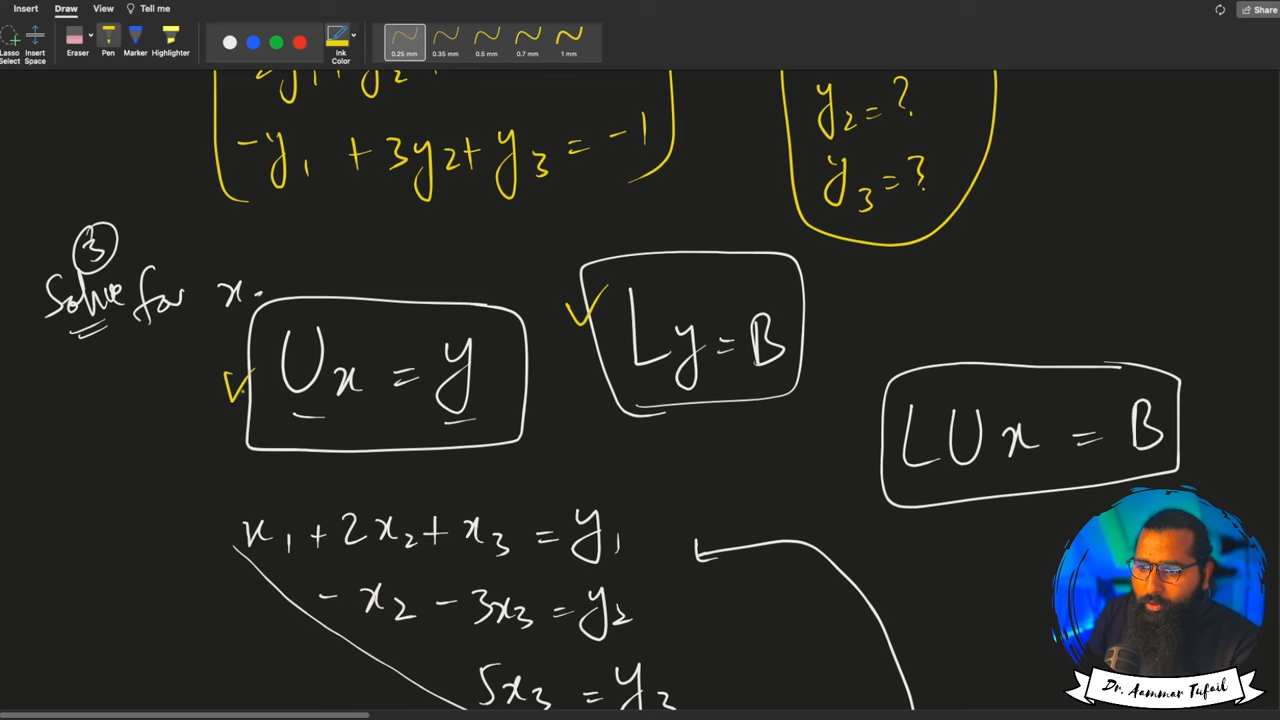 Insert Draw View Tell me
Share
Lasso Select
Insert Space
Eraser
Pen
Marker
Highlighter
Ink Color
0.25 mm
0.35 mm
0.5 mm
0.7 mm
1 mm
2y₁ + y₂
-y₁ + 3y₂ + y₃ = -1
y₂ = ?
y₃ = ?
③
Solve for x.
Ux = y
Ly = B
LUx = B
x₁ + 2x₂ + x₃ = y₁
- x₂ - 3x₃ = y₂
5x₃ = y₃
Dr. Aammar Tufail